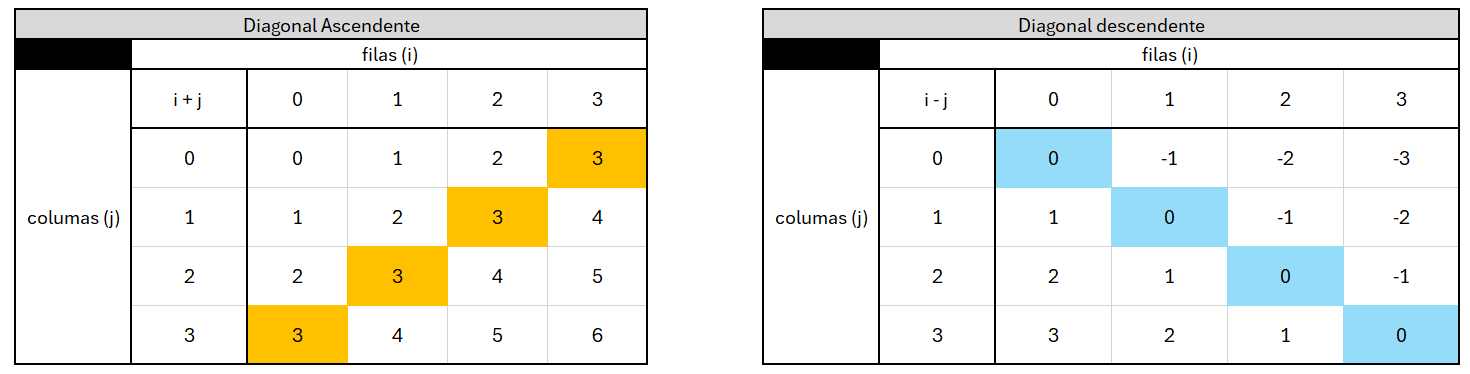 Diagonal Ascendente
filas (i)
i + j 0 1 2 3
0 0 1 2 3
columas (j) 1 1 2 3 4
2 2 3 4 5
3 3 4 5 6
Diagonal descendente
filas (i)
i - j 0 1 2 3
0 0 -1 -2 -3
columas (j) 1 1 0 -1 -2
2 2 1 0 -1
3 3 2 1 0